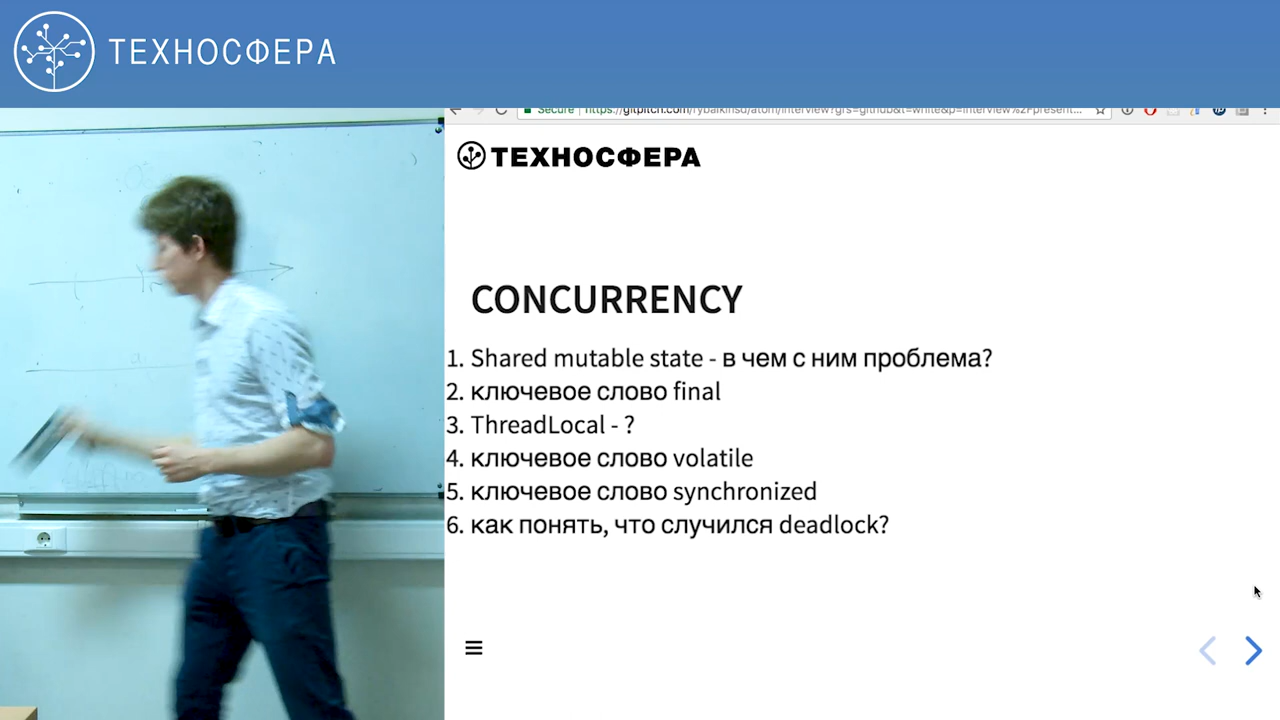 ТЕХНОСФЕРА
Secure
ТЕХНОСФЕРА
CONCURRENCY
1. Shared mutable state - в чем с ним проблема?
2. ключевое слово final
3. ThreadLocal - ?
4. ключевое слово volatile
5. ключевое слово synchronized
6. как понять, что случился deadlock?